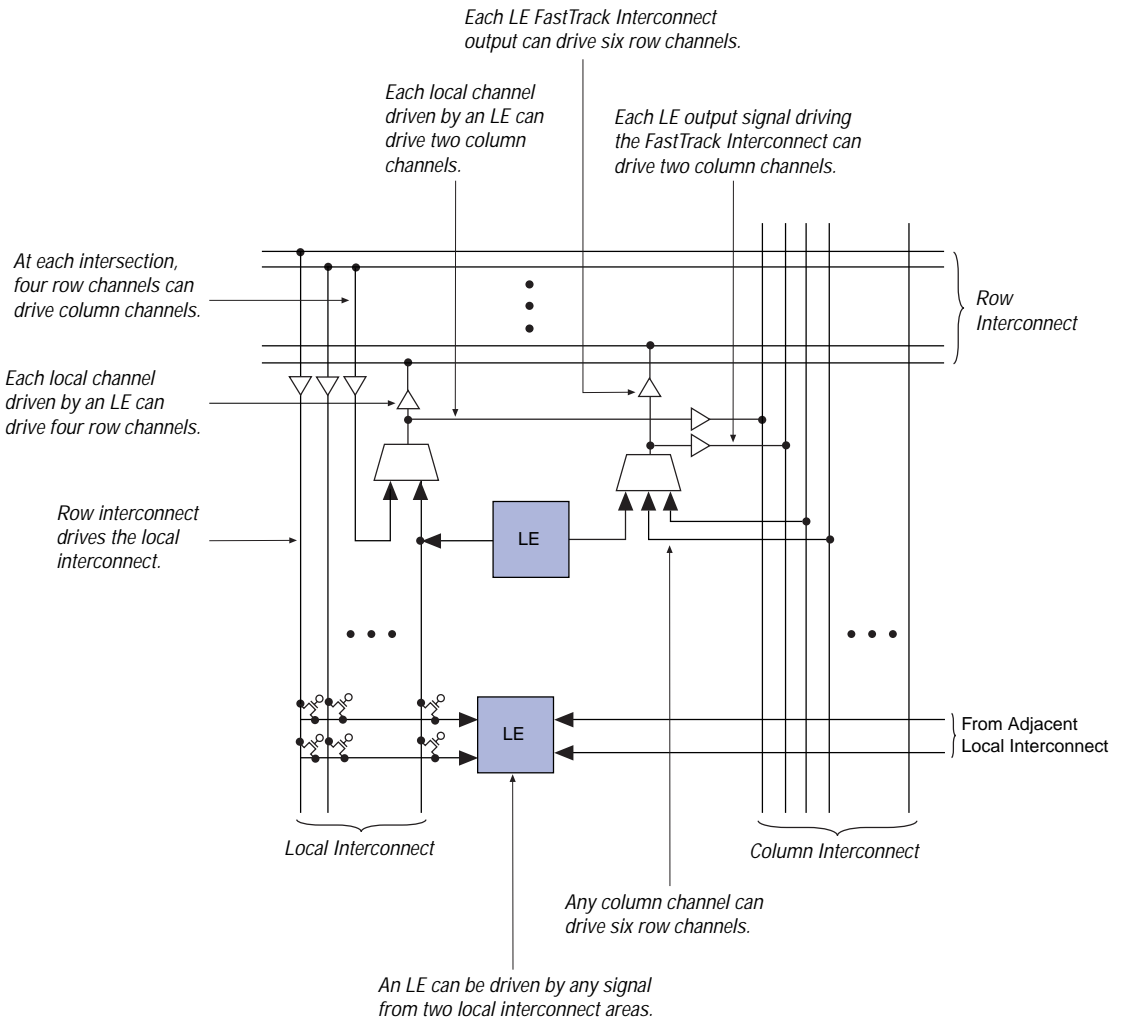 Each LE FastTrack Interconnect
output can drive six row channels.
Each local channel
driven by an LE can
drive two column
channels.
Each LE output signal driving
the FastTrack Interconnect can
drive two column channels.
At each intersection,
four row channels can
drive column channels.
Row
Interconnect
Each local channel
driven by an LE can
drive four row channels.
Row interconnect
drives the local
interconnect.
LE
LE
From Adjacent
Local Interconnect
Local Interconnect
Column Interconnect
Any column channel can
drive six row channels.
An LE can be driven by any signal
from two local interconnect areas.